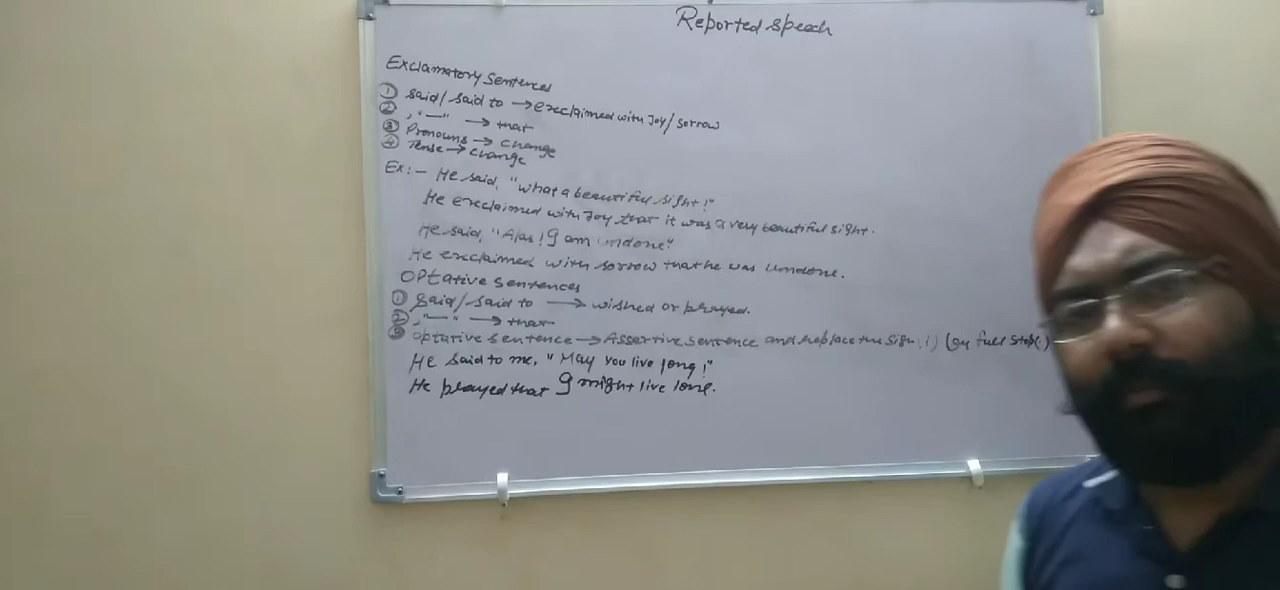 Reported speech
Exclamatory sentences
① said/said to → exclaimed with Joy/sorrow
② , "—" → that
③ Pronouns → change
④ Tense → change
Ex:- He said, "what a beautiful sight!"
He exclaimed with Joy that it was a very beautiful sight.
He said, "Alas! I am undone"
He exclaimed with sorrow that he was undone.
Optative sentences
① Said/said to → wished or prayed.
② , "—" → that
③ Optative sentence → Assertive sentence and replace the sign (!) by full stop (.)
He said to me, "May you live long!"
He prayed that I might live long.